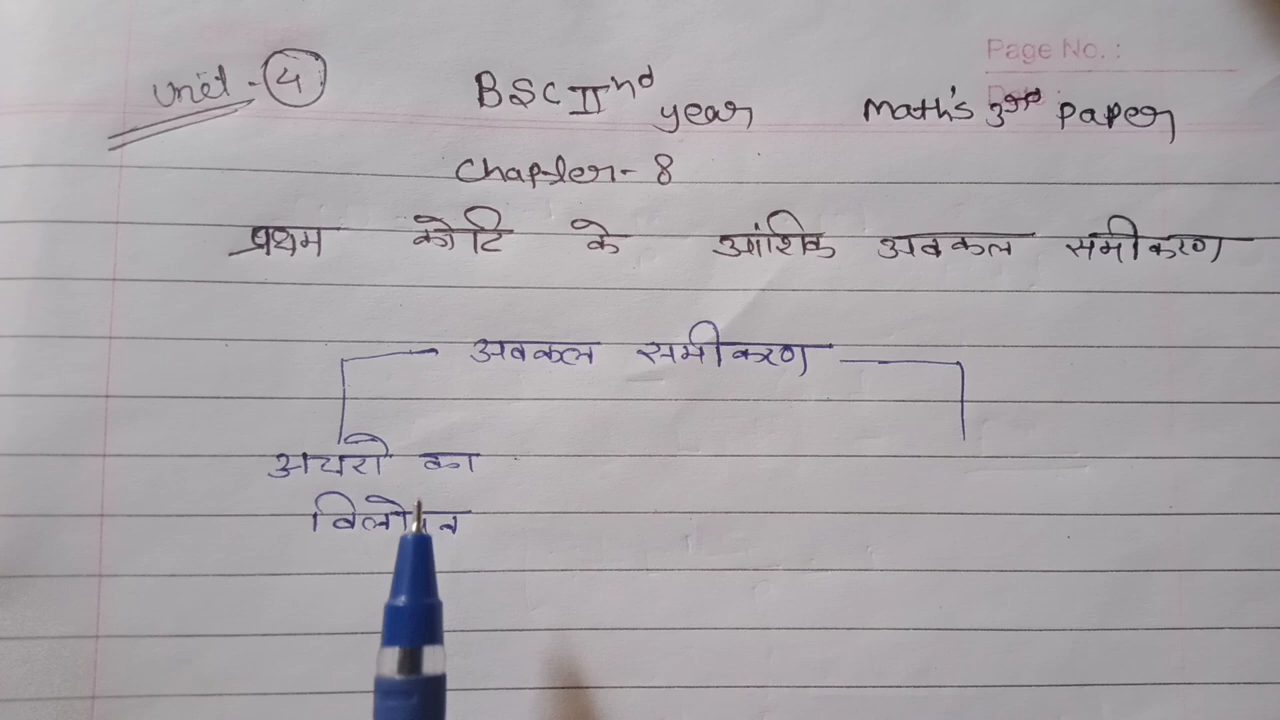 Page No. :
Unit - 4
BSC IInd year
Math's 3rd paper
Chapter - 8
प्रथम कोटि के आंशिक अवकल समीकरण
अवकल समीकरण
अचरो का